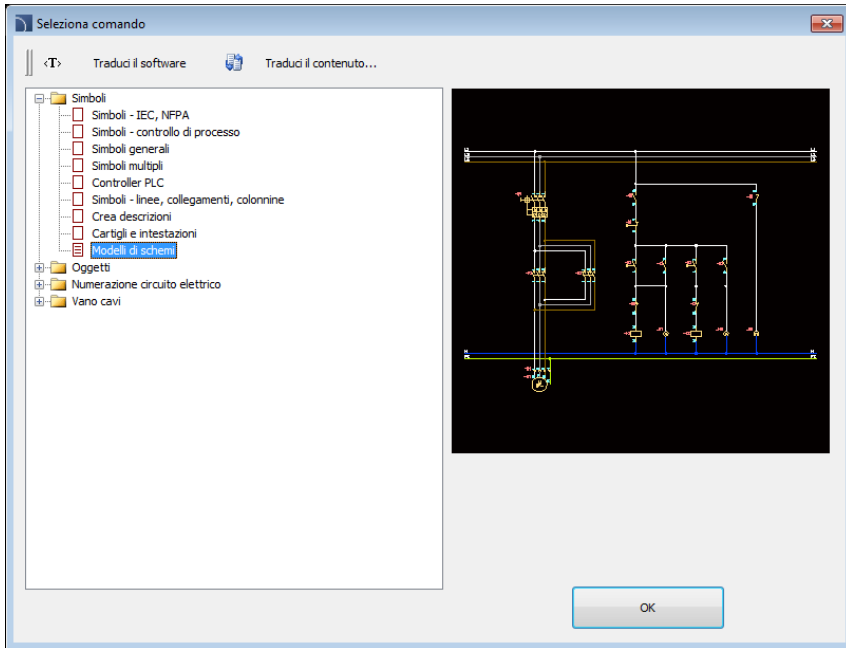 Seleziona comando
<T> Traduci il software Traduci il contenuto...
Simboli
Simboli - IEC, NFPA
Simboli - controllo di processo
Simboli generali
Simboli multipli
Controller PLC
Simboli - linee, collegamenti, colonnine
Crea descrizioni
Cartigli e intestazioni
Modelli di schemi
Oggetti
Numerazione circuito elettrico
Vano cavi
OK